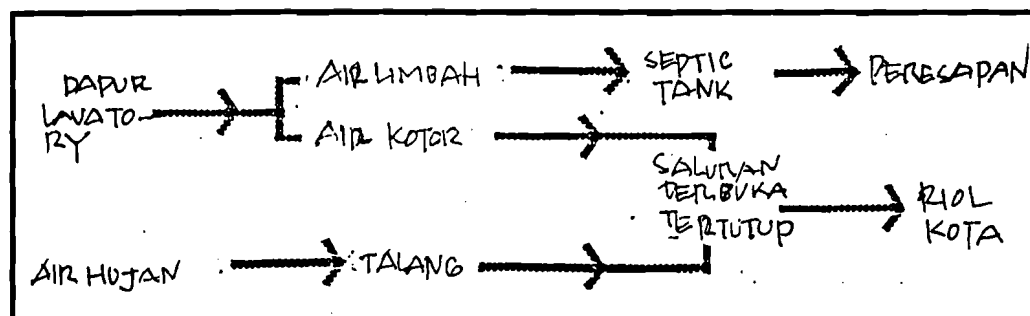 DAPUR
LAVATO
RY
AIR LIMBAH
SEPTIC
TANK
PERESAPAN
AIR KOTOR
SALURAN
TERBUKA
TERTUTUP
RIOL
KOTA
AIR HUJAN
TALANG